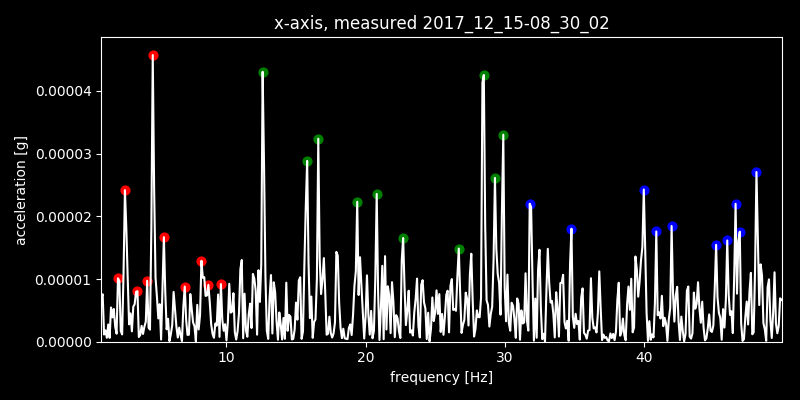 x-axis, measured 2017_12_15-08_30_02
acceleration [g]
0.00004
0.00003
0.00002
0.00001
0.00000
10 20 30 40
frequency [Hz]